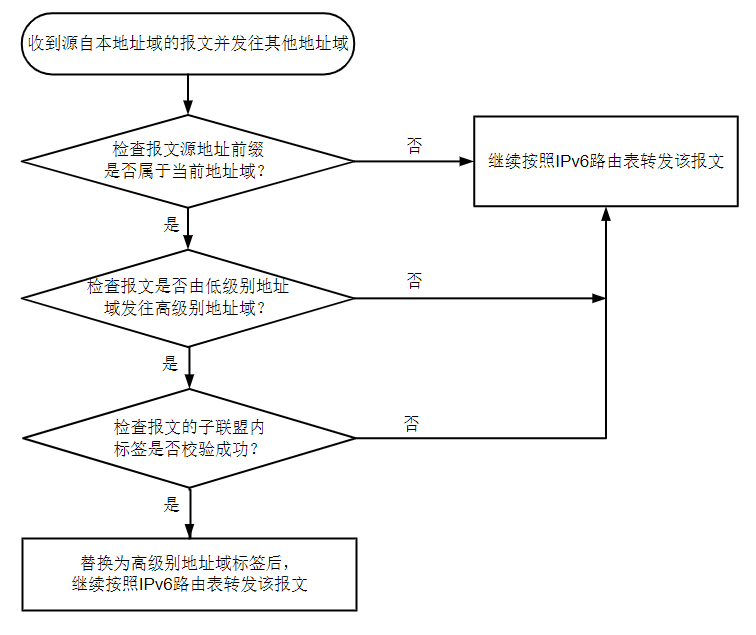 收到源自本地址域的报文并发往其他地址域
检查报文源地址前缀
是否属于当前地址域?
否
继续按照IPv6路由表转发该报文
是
检查报文是否由低级别地址
域发往高级别地址域?
否
是
检查报文的子联盟内
标签是否校验成功?
否
是
替换为高级别地址域标签后，
继续按照IPv6路由表转发该报文